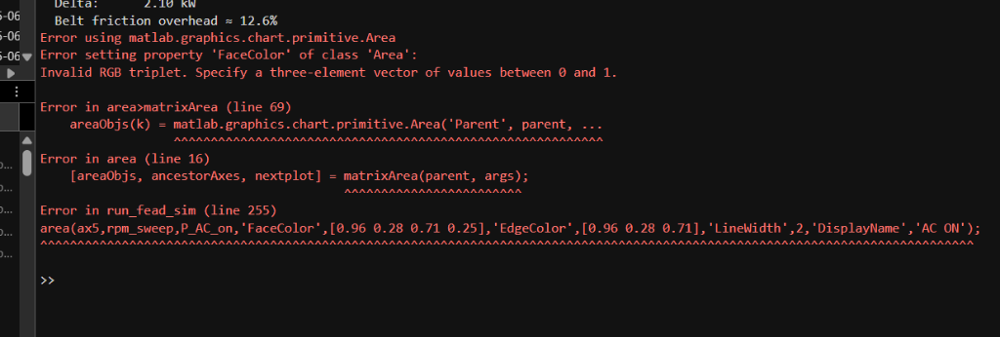 Delta:      2.10 kW
5-06
Belt friction overhead ≈ 12.6%
5-06
Error using matlab.graphics.chart.primitive.Area
5-06
Error setting property 'FaceColor' of class 'Area':
Invalid RGB triplet. Specify a three-element vector of values between 0 and 1.
Error in area>matrixArea (line 69)
areaObjs(k) = matlab.graphics.chart.primitive.Area('Parent', parent, ...
^^^^^^^^^^^^^^^^^^^^^^^^^^^^^^^^^^^^^^^^^^^^^^^^^^^^^^^^^^
Error in area (line 16)
[areaObjs, ancestorAxes, nextplot] = matrixArea(parent, args);
^^^^^^^^^^^^^^^^^^^^^^^^
Error in run_fead_sim (line 255)
area(ax5,rpm_sweep,P_AC_on,'FaceColor',[0.96 0.28 0.71 0.25],'EdgeColor',[0.96 0.28 0.71],'LineWidth',2,'DisplayName','AC ON');
^^^^^^^^^^^^^^^^^^^^^^^^^^^^^^^^^^^^^^^^^^^^^^^^^^^^^^^^^^^^^^^^^^^^^^^^^^^^^^^^^^^^^^^^^^^^^^^^^^^^^^^^^^^^^^^^^^^^^^^^^^^^^^
>>